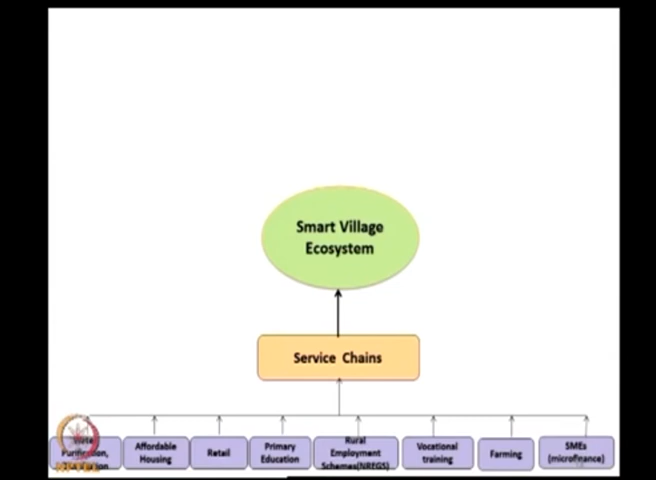 Smart Village
Ecosystem
Service Chains
Purification,
Affordable
Housing
Retail
Primary
Education
Rural
Employment
Schemes(NREGS)
Vocational
training
Farming
SMEs
(microfinance)
NPTEL